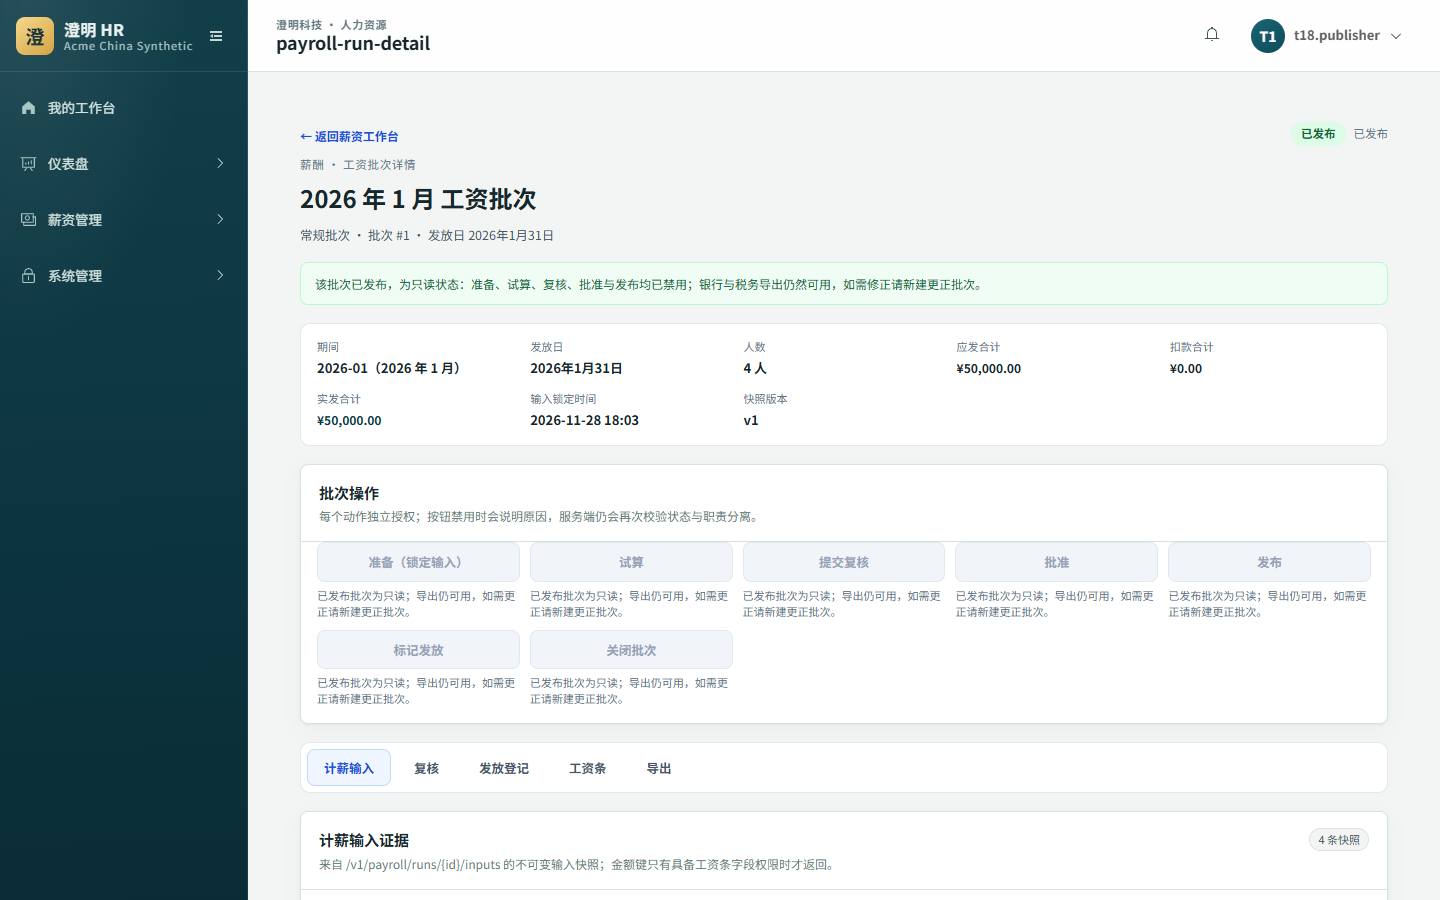 澄
澄明 HR
Acme China Synthetic
我的工作台
仪表盘
薪资管理
系统管理
澄明科技 • 人力资源
payroll-run-detail
T1
t18.publisher
← 返回薪资工作台
已发布
已发布
薪酬 • 工资批次详情
2026 年 1 月 工资批次
常规批次 • 批次 #1 • 发放日 2026年1月31日
该批次已发布，为只读状态：准备、试算、复核、批准与发布均已禁用；银行与税务导出仍然可用，如需修正请新建更正批次。
期间
2026-01（2026 年 1 月）
发放日
2026年1月31日
人数
4 人
应发合计
¥50,000.00
扣款合计
¥0.00
实发合计
¥50,000.00
输入锁定时间
2026-11-28 18:03
快照版本
v1
批次操作
每个动作独立授权；按钮禁用时会说明原因，服务端仍会再次校验状态与职责分离。
准备（锁定输入）
已发布批次为只读；导出仍可用，如需更
正请新建更正批次。
试算
已发布批次为只读；导出仍可用，如需更
正请新建更正批次。
提交复核
已发布批次为只读；导出仍可用，如需更
正请新建更正批次。
批准
已发布批次为只读；导出仍可用，如需更
正请新建更正批次。
发布
已发布批次为只读；导出仍可用，如需更
正请新建更正批次。
标记发放
已发布批次为只读；导出仍可用，如需更
正请新建更正批次。
关闭批次
已发布批次为只读；导出仍可用，如需更
正请新建更正批次。
计薪输入
复核
发放登记
工资条
导出
计薪输入证据
4 条快照
来自 /v1/payroll/runs/{id}/inputs 的不可变输入快照；金额键只有具备工资条字段权限时才返回。